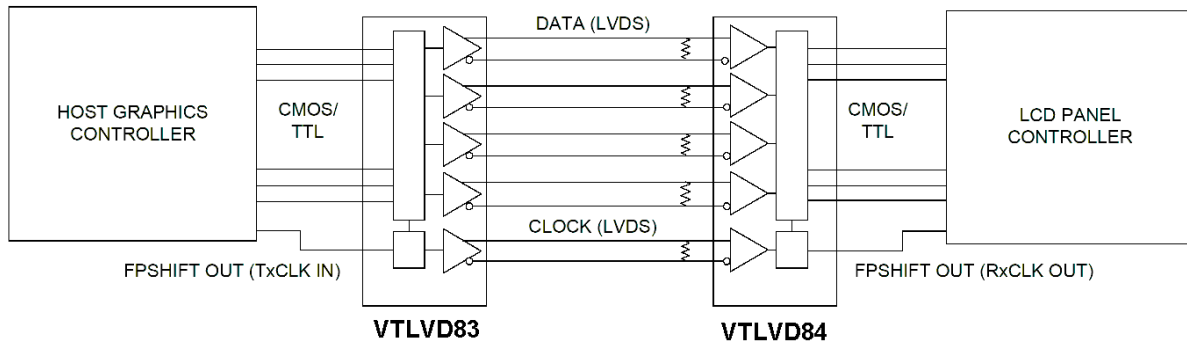 DATA (LVDS)
HOST GRAPHICS
CONTROLLER
CMOS/
TTL
CMOS/
TTL
LCD PANEL
CONTROLLER
CLOCK (LVDS)
FPSHIFT OUT (TxCLK IN)
FPSHIFT OUT (RxCLK OUT)
VTLVD83
VTLVD84